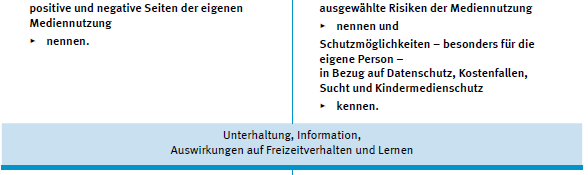 positive und negative Seiten der eigenen
Mediennutzung
► nennen.
ausgewählte Risiken der Mediennutzung
► nennen und
Schutzmöglichkeiten – besonders für die
eigene Person –
in Bezug auf Datenschutz, Kostenfallen,
Sucht und Kindermedienschutz
► kennen.
Unterhaltung, Information,
Auswirkungen auf Freizeitverhalten und Lernen